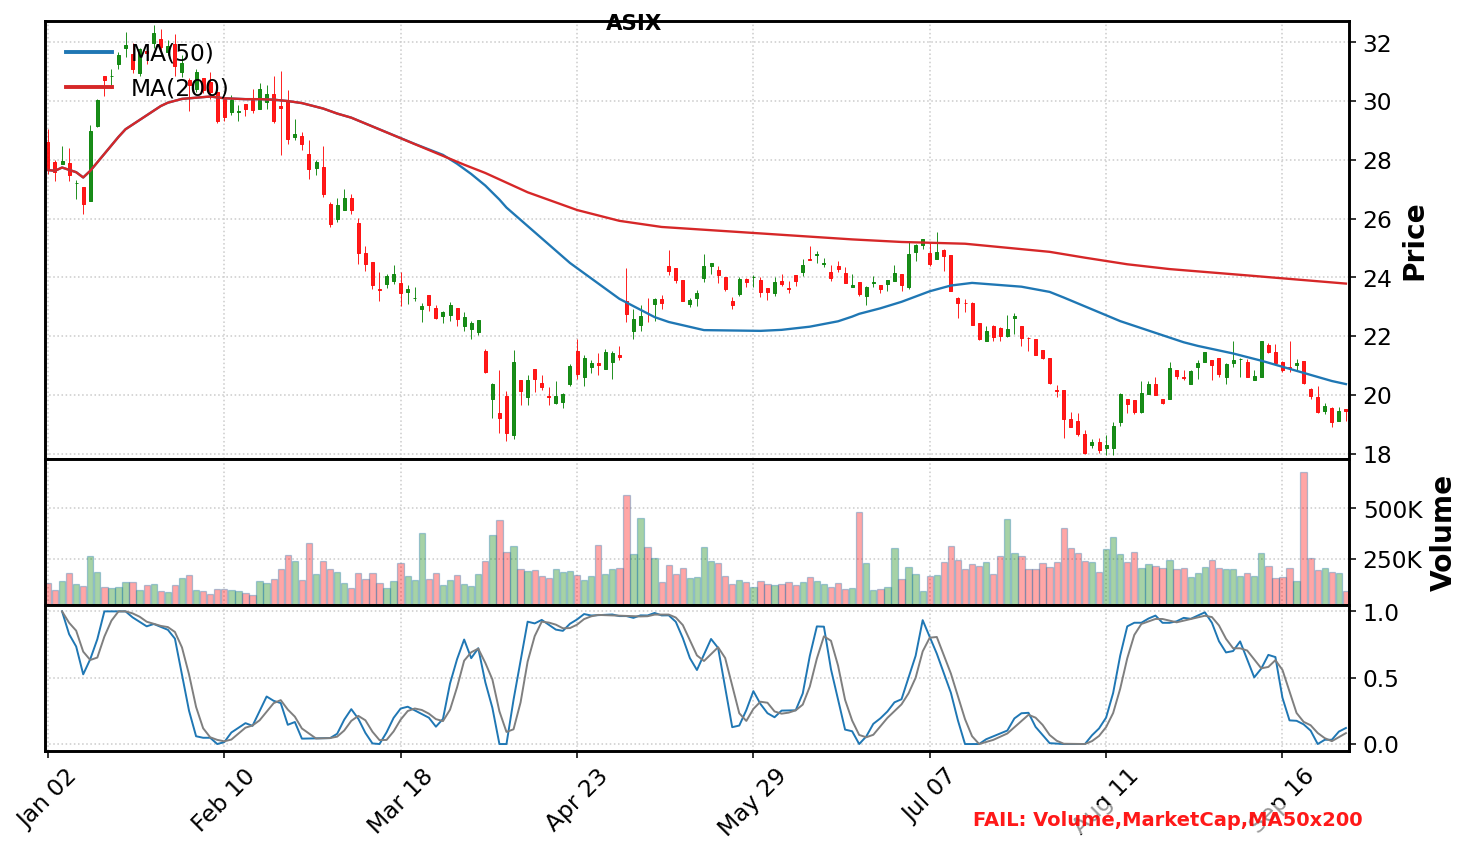 ASIX
MA(50)
MA(200)
32
30
28
26
24
22
20
18
Price
500K
250K
Volume
1.0
0.5
0.0
Jan 02
Feb 10
Mar 18
Apr 23
May 29
Jul 07
Aug 11
Sep 16
FAIL: Volume,MarketCap,MA50x200